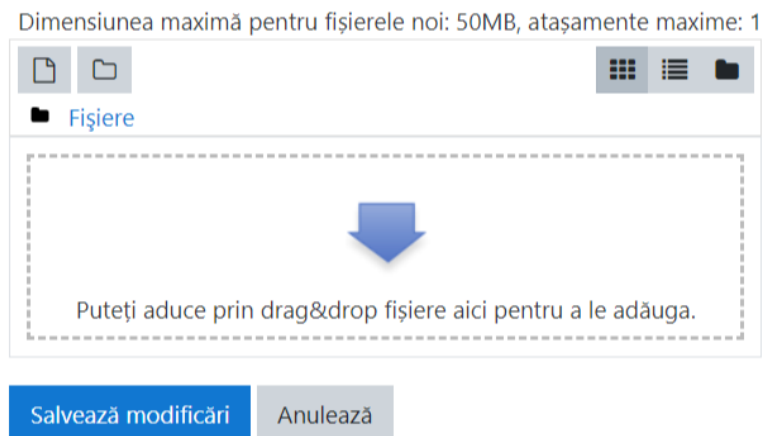 Dimensiunea maximă pentru fișierele noi: 50MB, atașamente maxime: 1
Fişiere
Puteți aduce prin drag&drop fișiere aici pentru a le adăuga.
Salvează modificări
Anulează